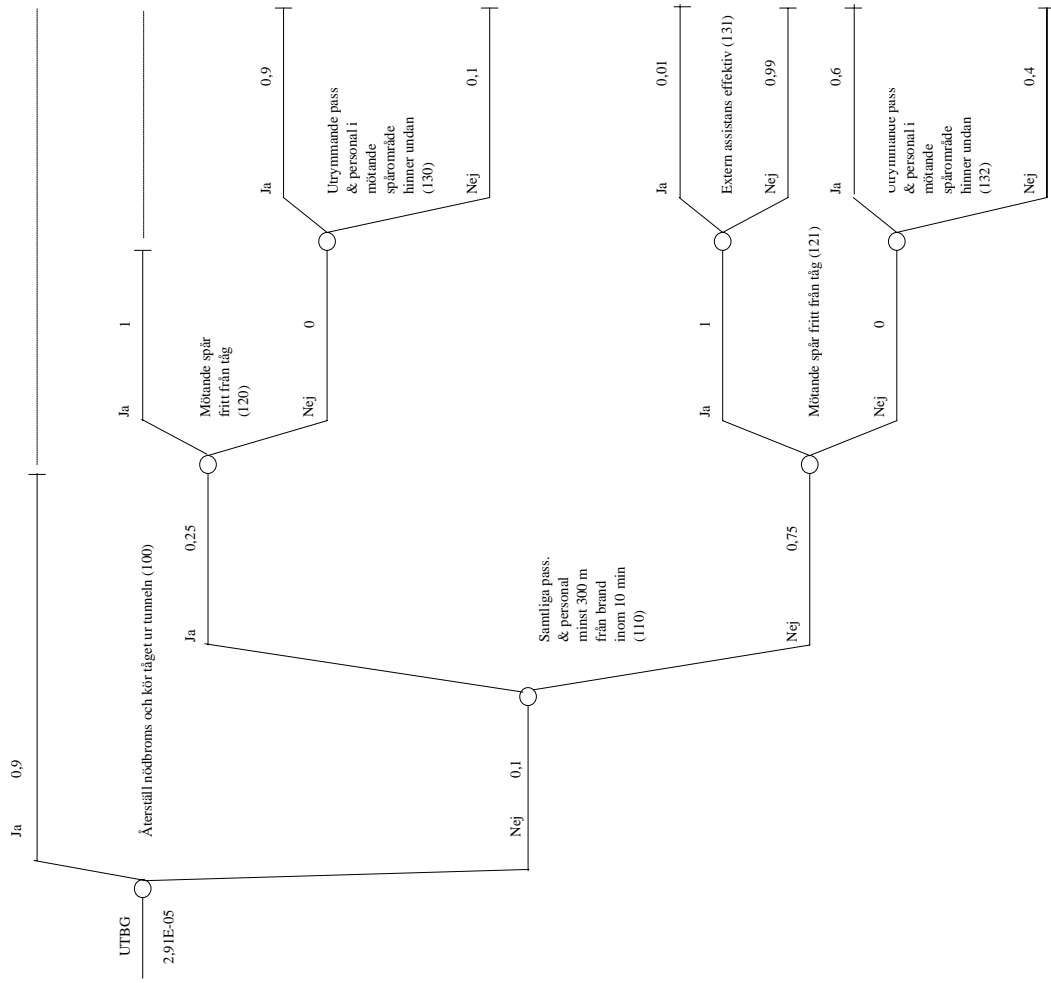 UTBG
2,91E-05
Ja
0,9
Återställ nödbroms och kör tåget ur tunneln (100)
Nej
0,1
Ja
0,25
Samtliga pass.
& personal
minst 300 m
från brand
inom 10 min
(110)
Nej
0,75
Ja
1
Mötande spår
fritt från tåg
(120)
Nej
0
Ja
0,9
Utrymmande pass
& personal i
mötande
spårområde
hinner undan
(130)
Nej
0,1
Ja
1
Mötande spår fritt från tåg (121)
Nej
0
Ja
0,01
Extern assistans effektiv (131)
Nej
0,99
Ja
0,6
Utrymmande pass
& personal i
mötande
spårområde
hinner undan
(132)
Nej
0,4